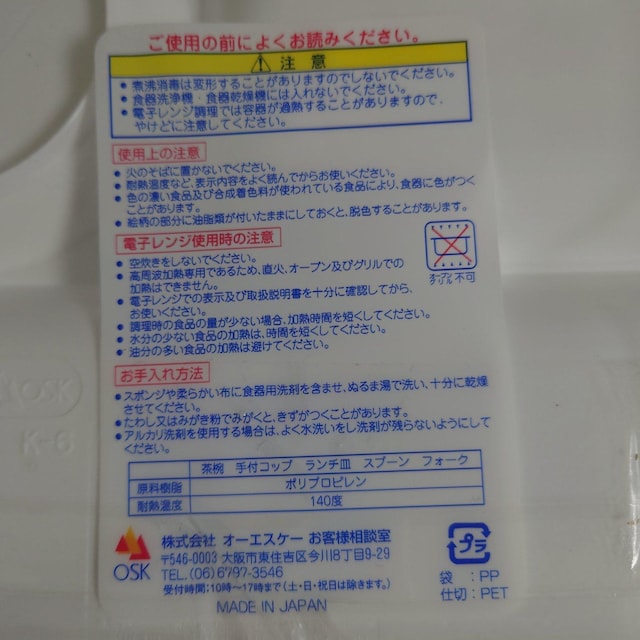 ご使用の前によくお読みください。
注意
●煮沸消毒は変形することがありますのでしないでください。
●食器洗浄機・食器乾燥機には入れないでください。
●電子レンジ調理では容器が過熱することがありますので、
やけどに注意してください。
使用上の注意
●火のそばに置かないでください。
●耐熱温度など、表示内容をよく読んでからお使いください。
●色の濃い食品及び合成着色料が使われている食品により、食器に色がつく
ことがあります。
●絵柄の部分に油脂類が付いたままにしておくと、脱色することがあります。
電子レンジ使用時の注意
●空炊きをしないでください。
●高周波加熱専用であるため、直火、オーブン及びグリルでの
加熱はできません。
●電子レンジでの表示及び取扱説明書を十分に確認してから、
お使いください。
●調理時の食品の量が少ない場合、加熱時間を短くしてください。
●水分の少ない食品の加熱は、時間を短くしてください。
●油分の多い食品の加熱は避けてください。
不可
お手入れ方法
●スポンジや柔らかい布に食器用洗剤を含ませ、ぬるま湯で洗い、十分に乾燥
させてください。
●たわし又はみがき粉でみがくと、きずがつくことがあります。
●アルカリ洗剤を使用する場合は、よく水洗いをし洗剤が残らないようにして
ください。
茶椀 手付コップ ランチ皿 スプーン フォーク
原料樹脂 ポリプロピレン
耐熱温度 140度
OSK
株式会社 オーエスケー お客様相談室
〒546-0003 大阪市東住吉区今川8丁目9-29
TEL.(06)6797-3546
受付時間:10時〜17時まで(土・日・祝日は除きます。)
MADE IN JAPAN
プラ
袋 : PP
仕切 : PET
OSK
K-6